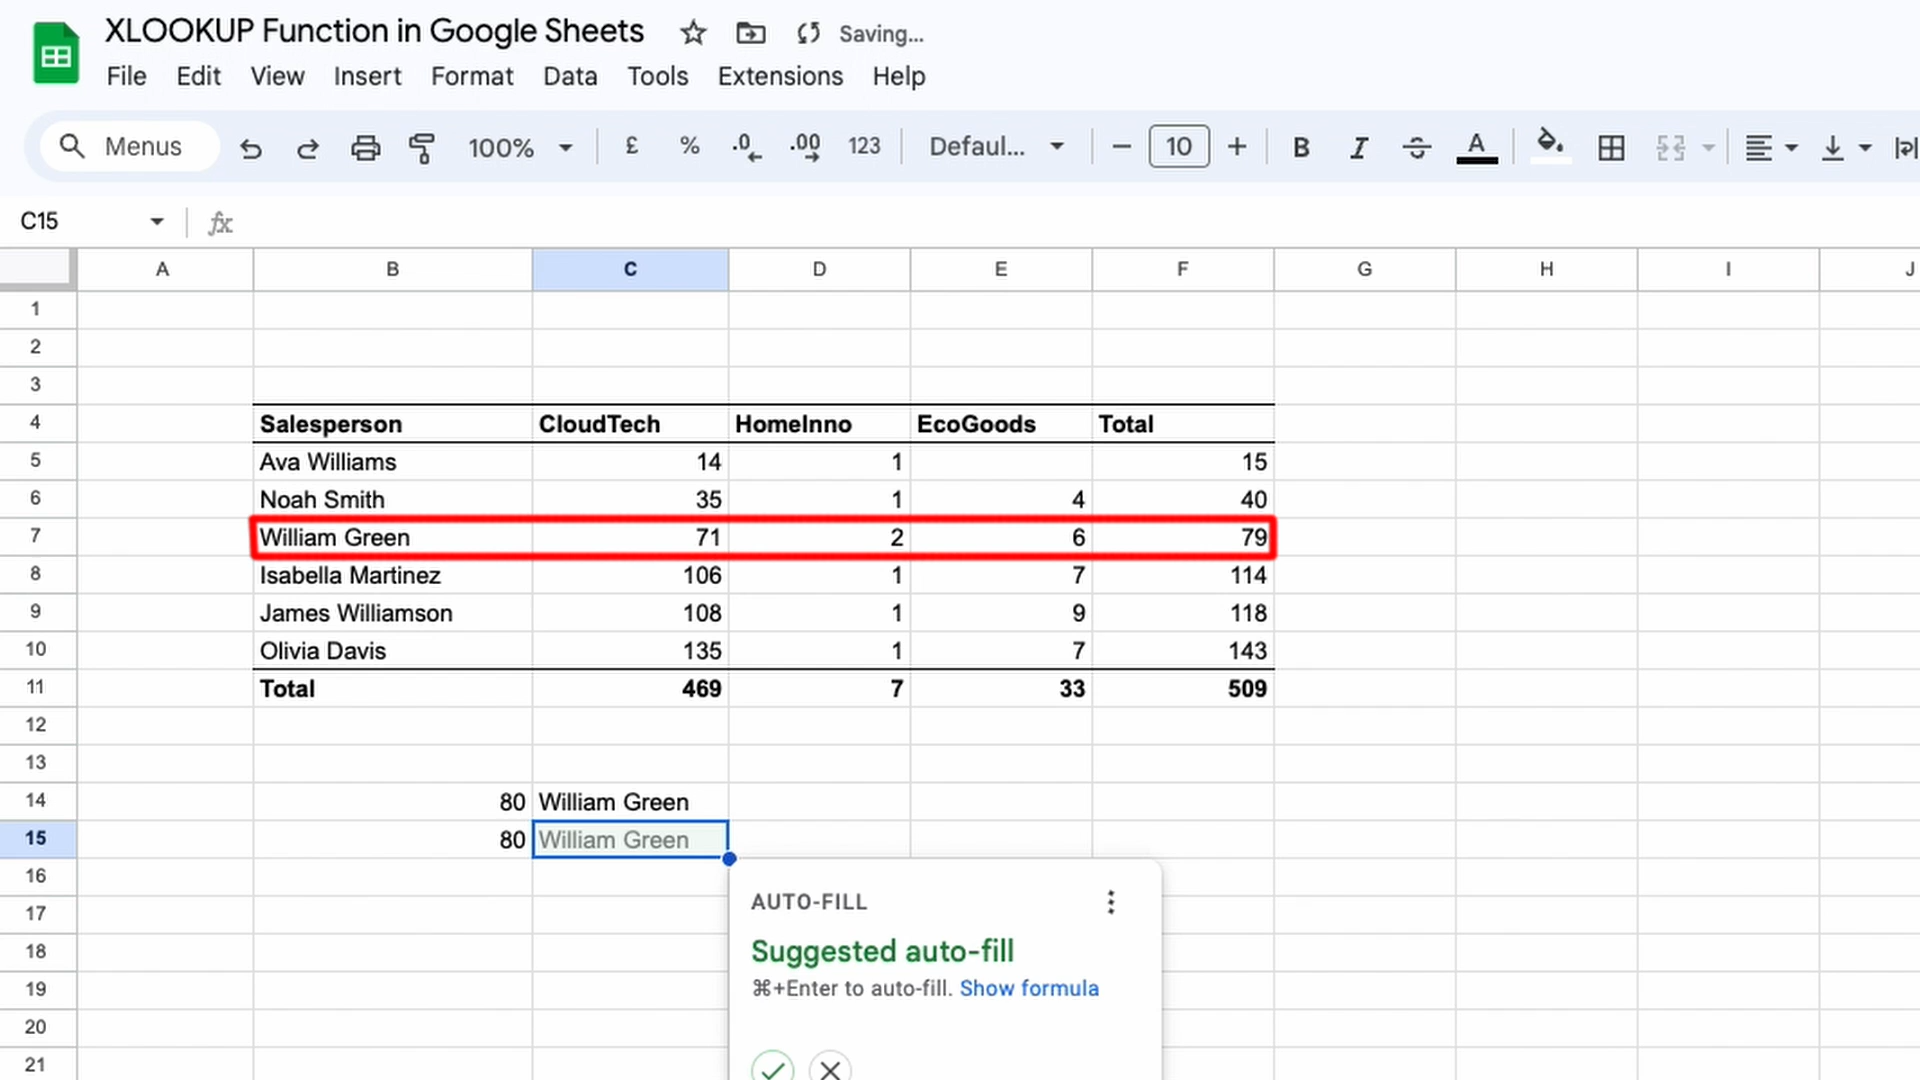 XLOOKUP Function in Google Sheets Saving...
File Edit View Insert Format Data Tools Extensions Help
Menus 100% £ % .0 .00 123 Defaul... 10 B I A
C15 fx
A B C D E F G H I J
1
2
3
4 Salesperson CloudTech HomeInno EcoGoods Total
5 Ava Williams 14 1 15
6 Noah Smith 35 1 4 40
7 William Green 71 2 6 79
8 Isabella Martinez 106 1 7 114
9 James Williamson 108 1 9 118
10 Olivia Davis 135 1 7 143
11 Total 469 7 33 509
12
13
14 80 William Green
15 80 William Green
16
17 AUTO-FILL
18 Suggested auto-fill
19 ⌘+Enter to auto-fill. Show formula
20
21